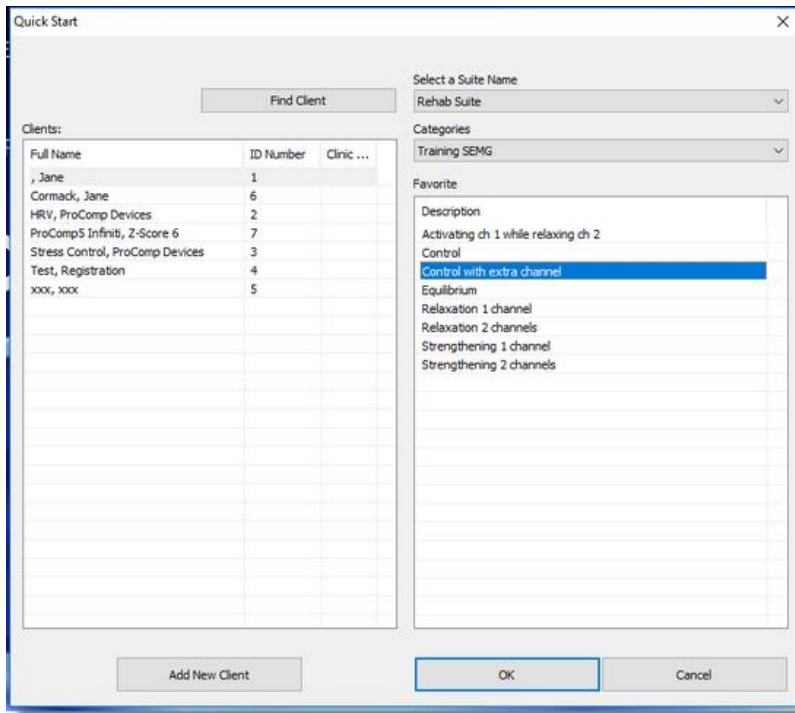 Quick Start
Find Client
Clients:
Full Name ID Number Clinic ...
, Jane 1
Cormack, Jane 6
HRV, ProComp Devices 2
ProComp5 Infiniti, Z-Score 6 7
Stress Control, ProComp Devices 3
Test, Registration 4
xxx, xxx 5
Add New Client
Select a Suite Name
Rehab Suite
Categories
Training SEMG
Favorite
Description
Activating ch 1 while relaxing ch 2
Control
Control with extra channel
Equilibrium
Relaxation 1 channel
Relaxation 2 channels
Strengthening 1 channel
Strengthening 2 channels
OK
Cancel